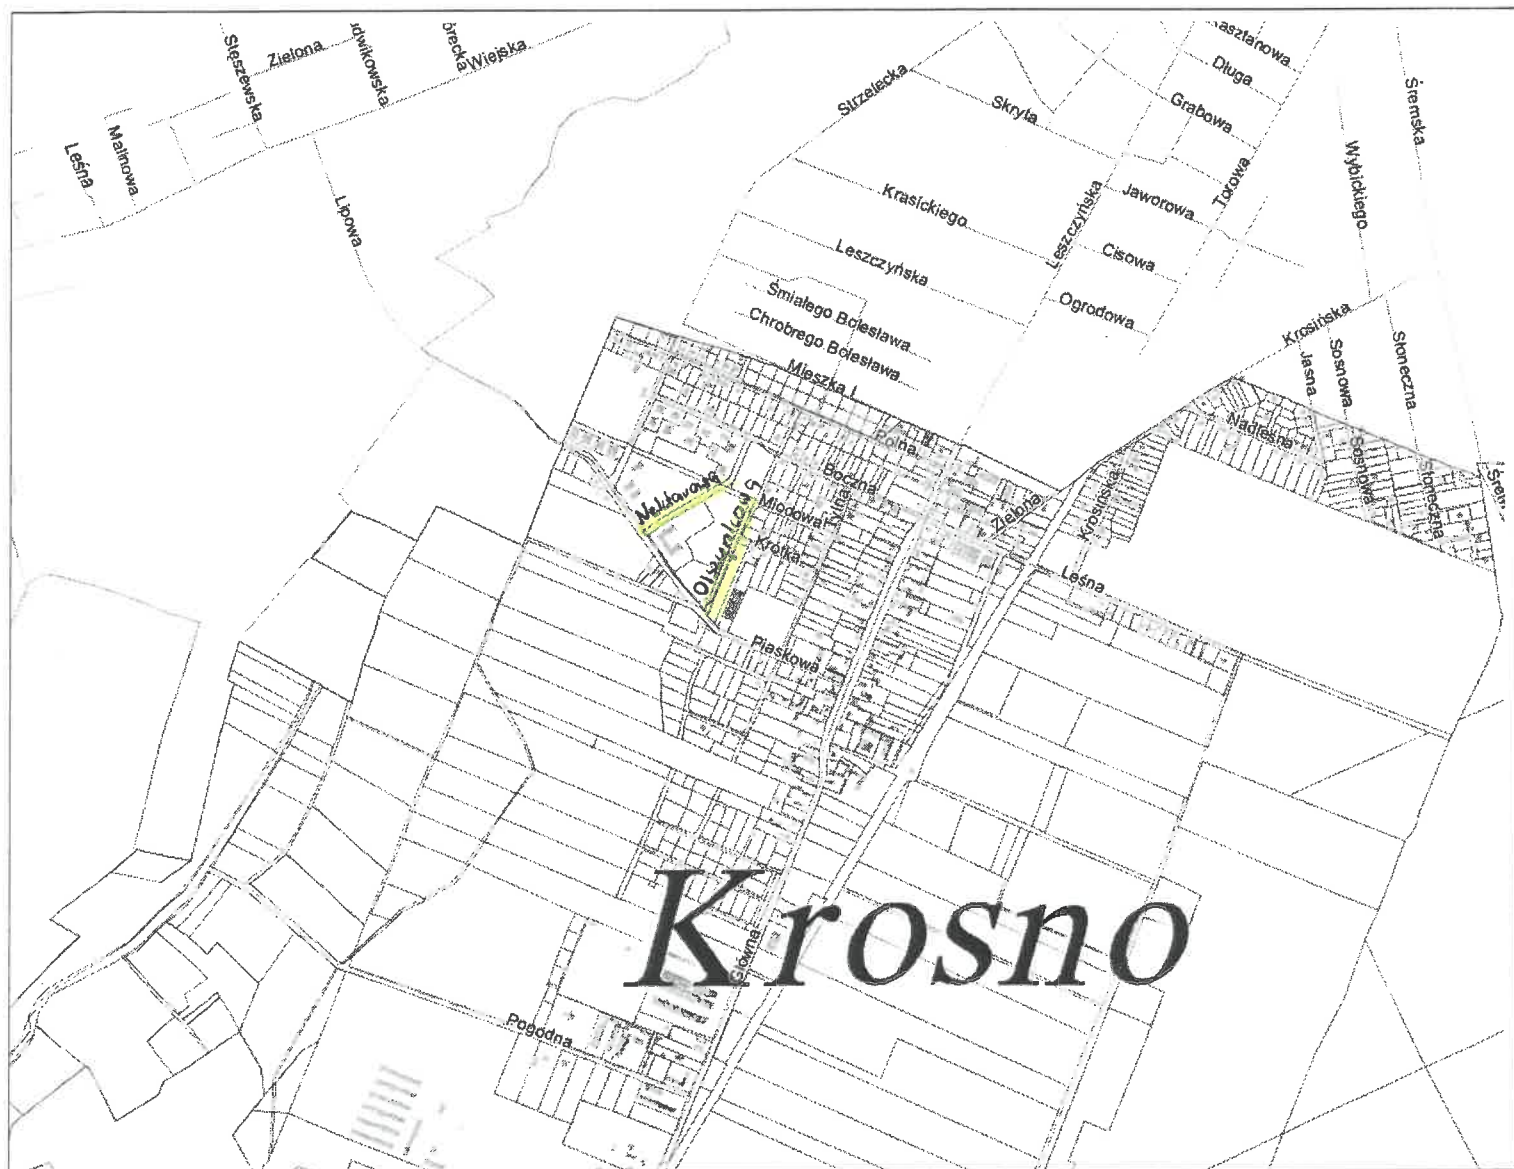 Stęszewska
Zielona
Wiejska
Leśna
Malinowa
Lipowa
Strzelecka
Skryta
Długa
Grabowa
Torowa
Śremska
Wybickiego
Krasickiego
Leszczyńska
Jaworowa
Leszczyńska
Cisowa
Ogrodowa
Śmiałego Bolesława
Chrobrego Bolesława
Mieszka I
Krosińska
Jasna
Sosnowa
Słoneczna
Polna
Boczna
Nadleśna
Sosnowa
Słoneczna
Miodowa
Tylna
Krótka
Zielona
Krosińska
Leśna
Piaskowa
Krosno
Główna
Pogodna